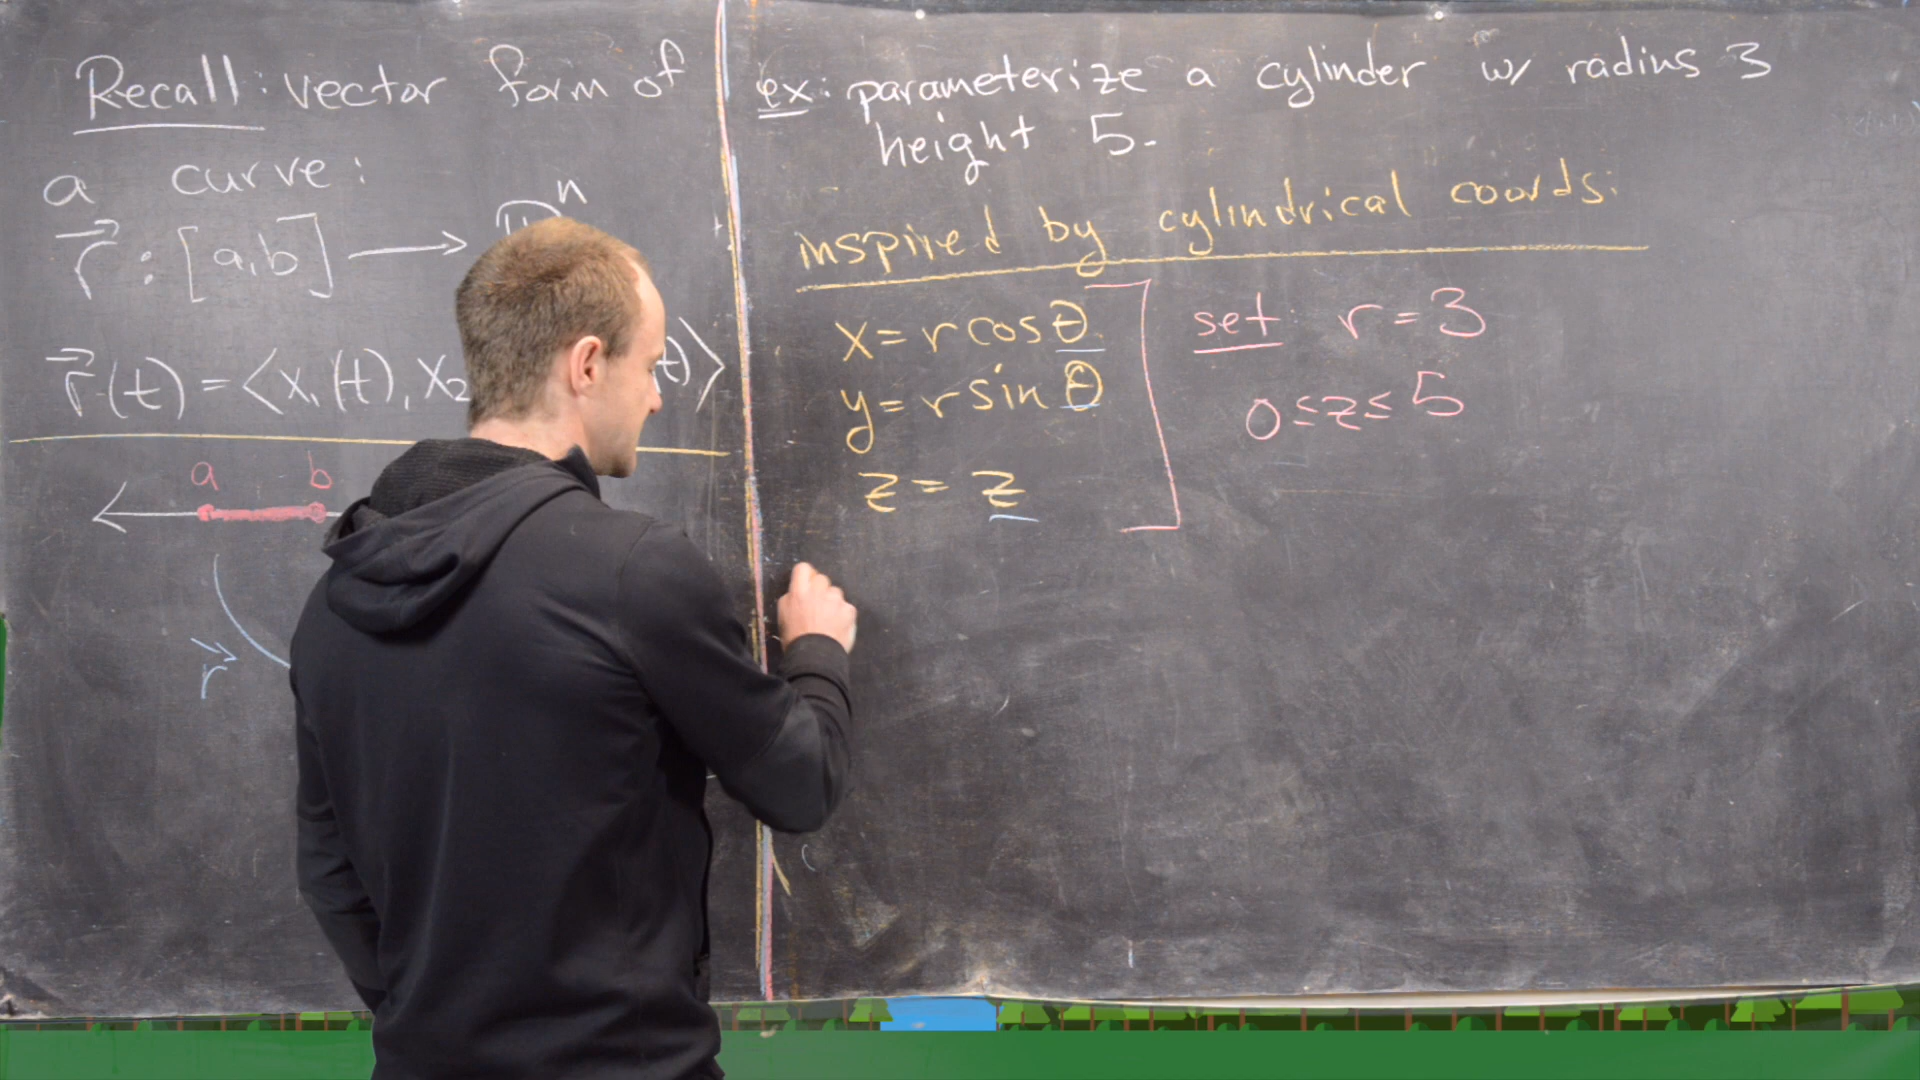 Recall: vector form of
a curve:
r⃗ : [a,b] ⟶ ℝⁿ
r⃗(t) = ⟨x₁(t), x₂ t)⟩
a b
r⃗
ex: parameterize a cylinder w/ radius 3
height 5.
inspired by cylindrical coords:
x = r cos θ
y = r sin θ
z = z
set r = 3
0 ≤ z ≤ 5